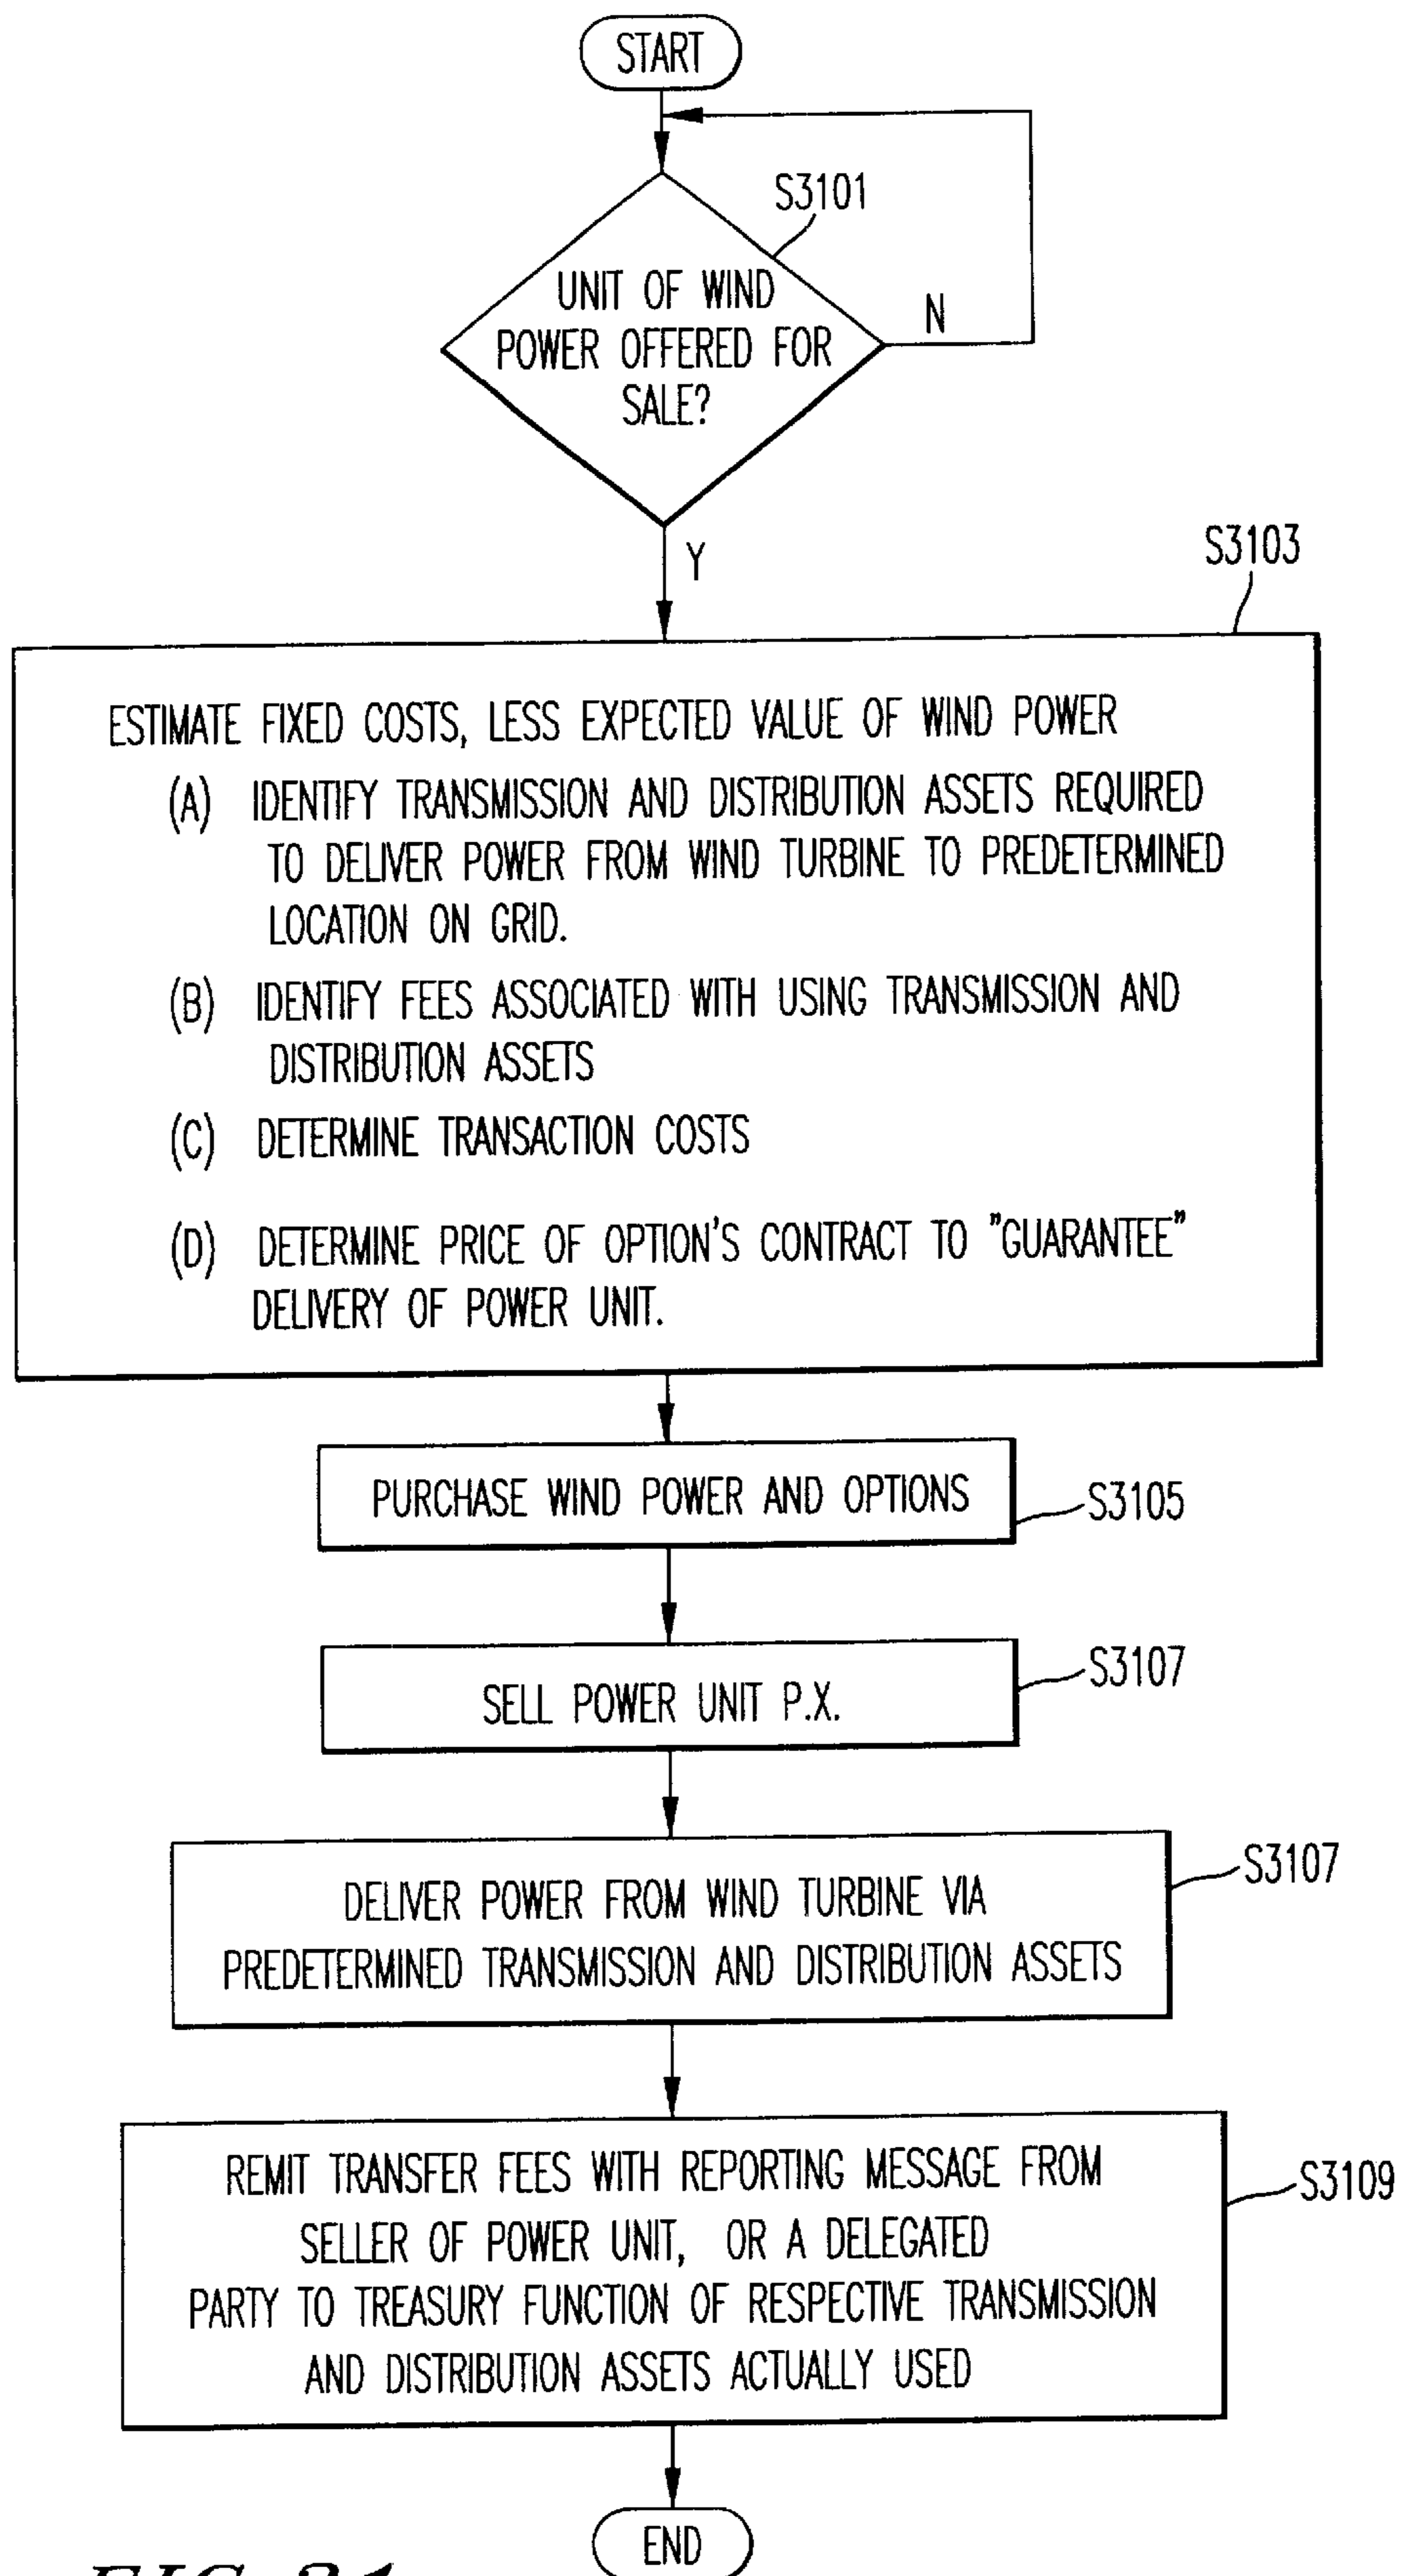 START
S3101
UNIT OF WIND
POWER OFFERED FOR
SALE?
N
Y
S3103
ESTIMATE FIXED COSTS, LESS EXPECTED VALUE OF WIND POWER
(A) IDENTIFY TRANSMISSION AND DISTRIBUTION ASSETS REQUIRED
TO DELIVER POWER FROM WIND TURBINE TO PREDETERMINED
LOCATION ON GRID.
(B) IDENTIFY FEES ASSOCIATED WITH USING TRANSMISSION AND
DISTRIBUTION ASSETS
(C) DETERMINE TRANSACTION COSTS
(D) DETERMINE PRICE OF OPTION'S CONTRACT TO "GUARANTEE"
DELIVERY OF POWER UNIT.
PURCHASE WIND POWER AND OPTIONS
S3105
SELL POWER UNIT P.X.
S3107
DELIVER POWER FROM WIND TURBINE VIA
PREDETERMINED TRANSMISSION AND DISTRIBUTION ASSETS
S3107
REMIT TRANSFER FEES WITH REPORTING MESSAGE FROM
SELLER OF POWER UNIT, OR A DELEGATED
PARTY TO TREASURY FUNCTION OF RESPECTIVE TRANSMISSION
AND DISTRIBUTION ASSETS ACTUALLY USED
S3109
END